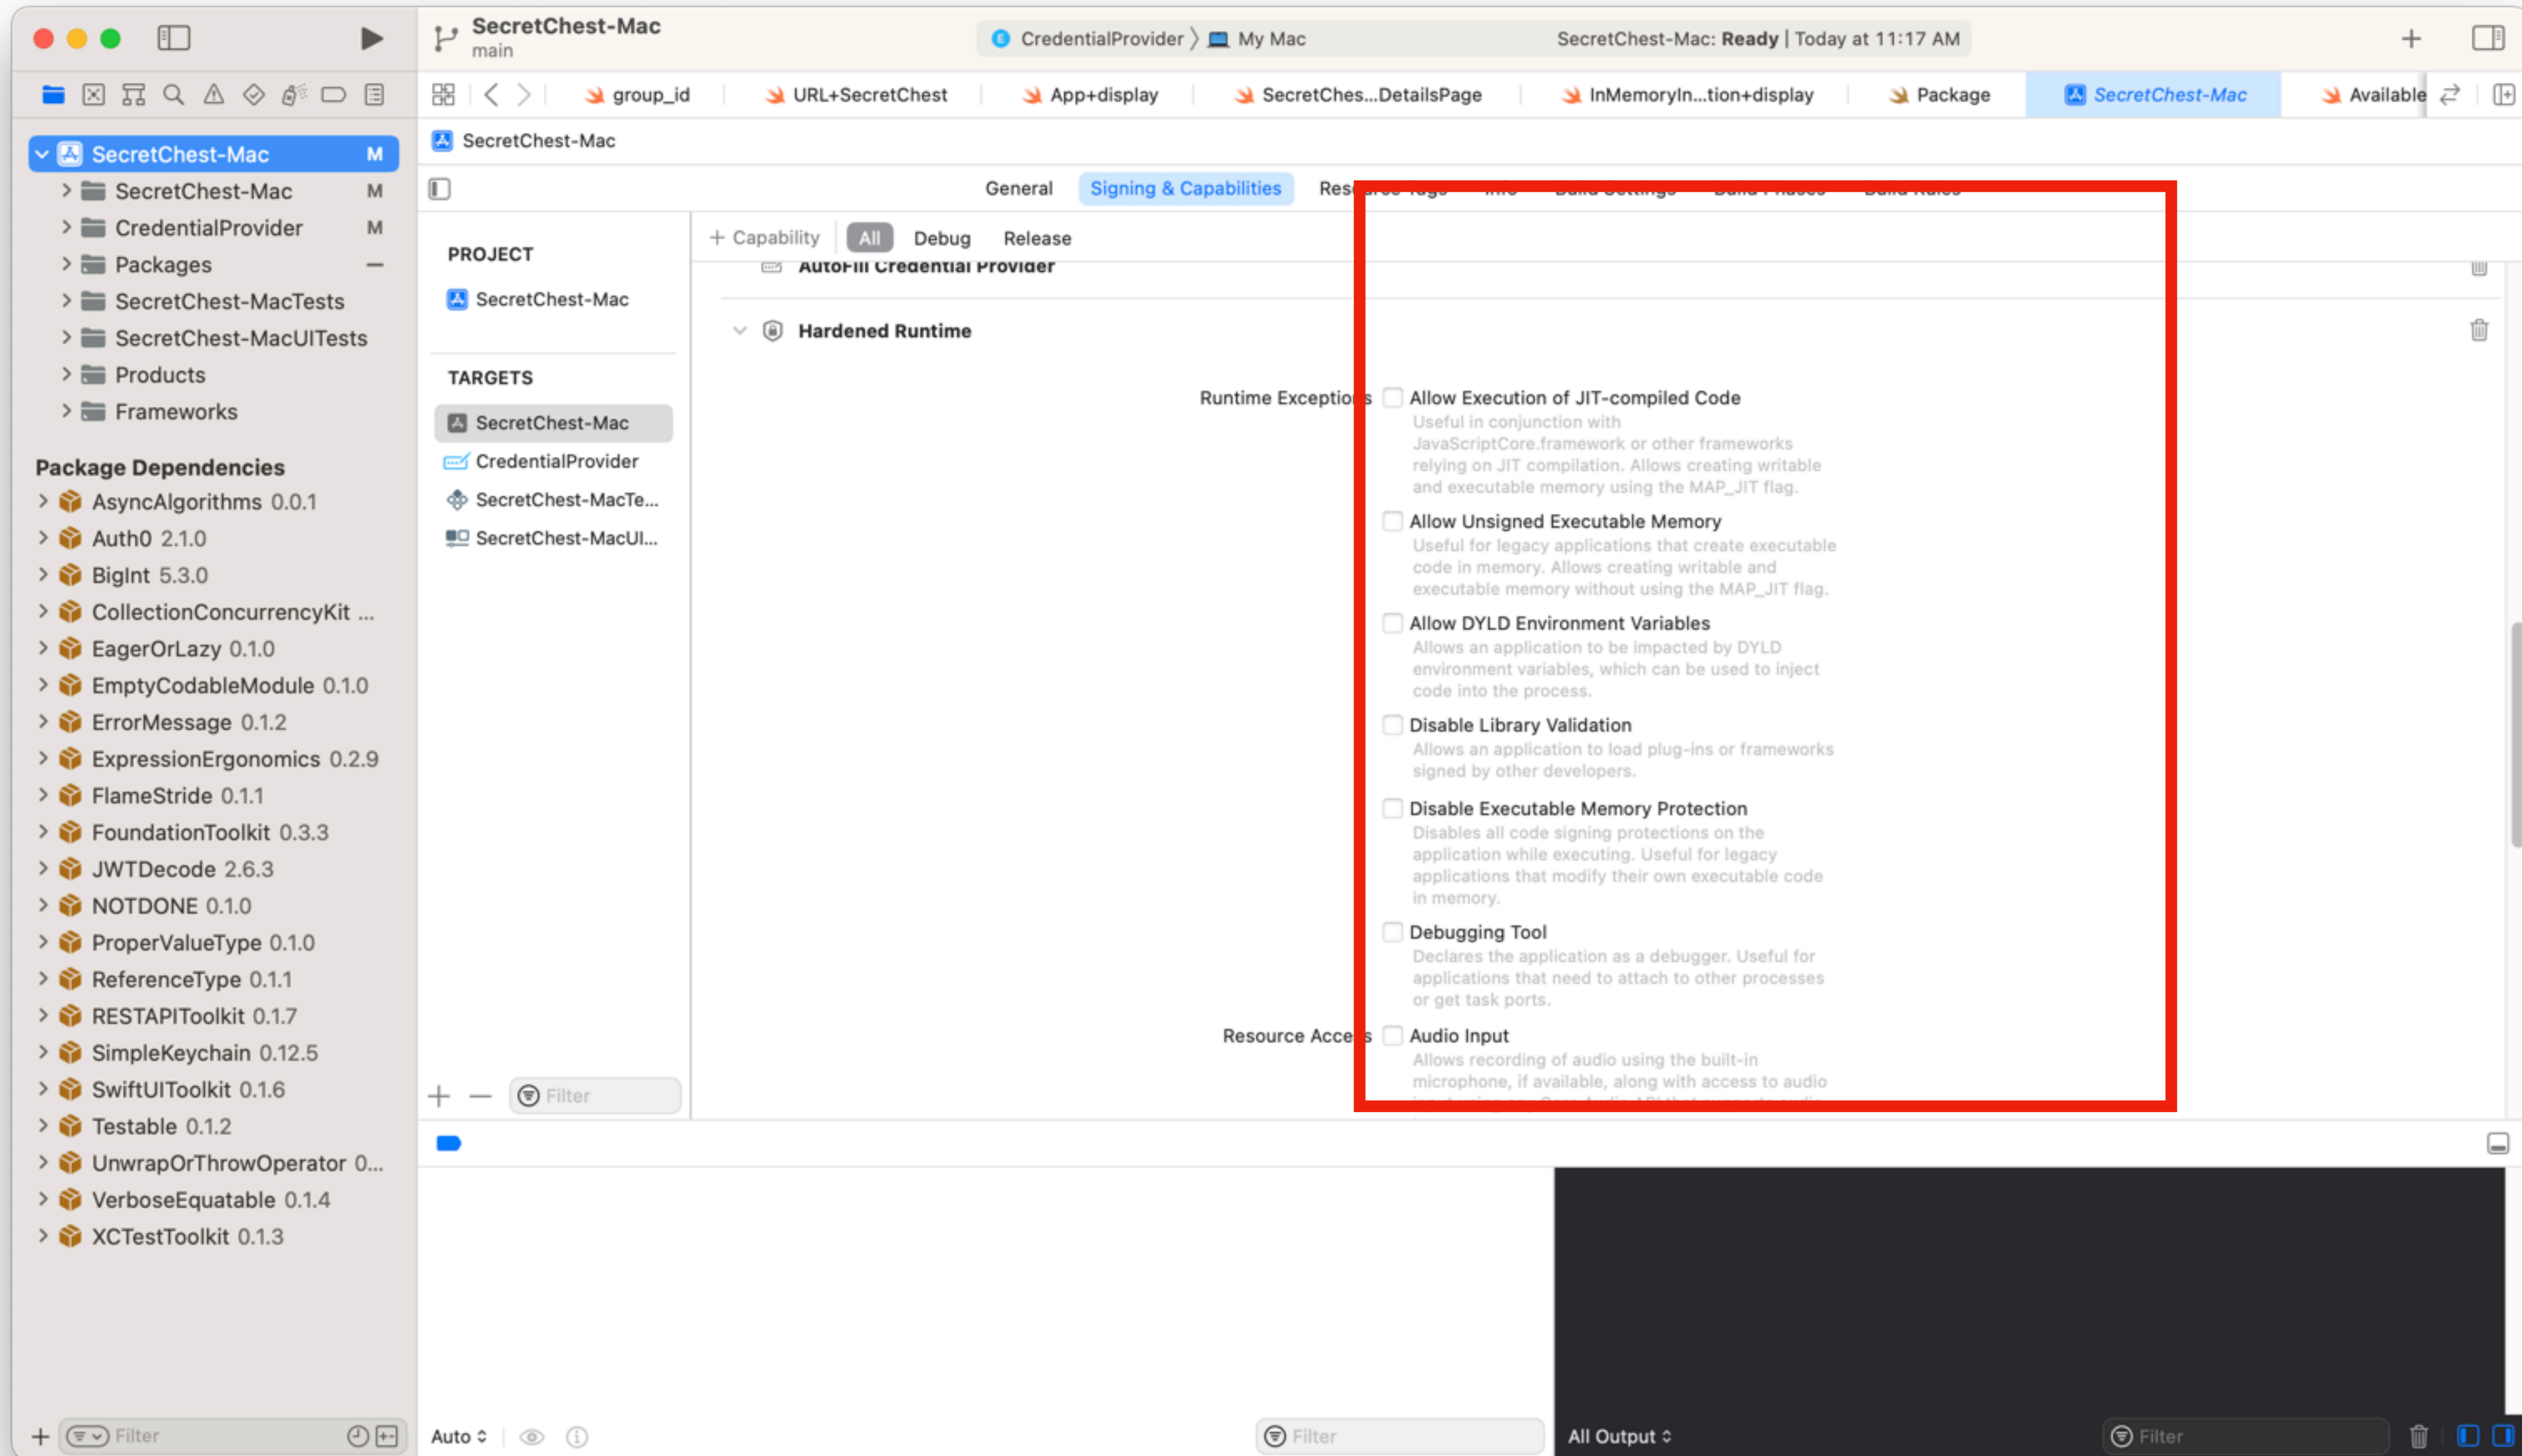 SecretChest-Mac
main
CredentialProvider
My Mac
SecretChest-Mac: Ready | Today at 11:17 AM
group_id
URL+SecretChest
App+display
SecretChes...DetailsPage
InMemoryIn...tion+display
Package
SecretChest-Mac
Available
SecretChest-Mac M
SecretChest-Mac M
CredentialProvider M
Packages
SecretChest-MacTests
SecretChest-MacUITests
Products
Frameworks
Package Dependencies
AsyncAlgorithms 0.0.1
Auth0 2.1.0
BigInt 5.3.0
CollectionConcurrencyKit ...
EagerOrLazy 0.1.0
EmptyCodableModule 0.1.0
ErrorMessage 0.1.2
ExpressionErgonomics 0.2.9
FlameStride 0.1.1
FoundationToolkit 0.3.3
JWTDecode 2.6.3
NOTDONE 0.1.0
ProperValueType 0.1.0
ReferenceType 0.1.1
RESTAPIToolkit 0.1.7
SimpleKeychain 0.12.5
SwiftUIToolkit 0.1.6
Testable 0.1.2
UnwrapOrThrowOperator 0...
VerboseEquatable 0.1.4
XCTestToolkit 0.1.3
Filter
SecretChest-Mac
General
Signing & Capabilities
Resource Tags
Info
Build Settings
Build Phases
Build Rules
PROJECT
SecretChest-Mac
TARGETS
SecretChest-Mac
CredentialProvider
SecretChest-MacTe...
SecretChest-MacUI...
Filter
+ Capability
All
Debug
Release
AutoFill Credential Provider
Hardened Runtime
Runtime Exceptions
Allow Execution of JIT-compiled Code
Useful in conjunction with
JavaScriptCore.framework or other frameworks
relying on JIT compilation. Allows creating writable
and executable memory using the MAP_JIT flag.
Allow Unsigned Executable Memory
Useful for legacy applications that create executable
code in memory. Allows creating writable and
executable memory without using the MAP_JIT flag.
Allow DYLD Environment Variables
Allows an application to be impacted by DYLD
environment variables, which can be used to inject
code into the process.
Disable Library Validation
Allows an application to load plug-ins or frameworks
signed by other developers.
Disable Executable Memory Protection
Disables all code signing protections on the
application while executing. Useful for legacy
applications that modify their own executable code
in memory.
Debugging Tool
Declares the application as a debugger. Useful for
applications that need to attach to other processes
or get task ports.
Resource Access
Audio Input
Allows recording of audio using the built-in
microphone, if available, along with access to audio
Auto
Filter
All Output
Filter